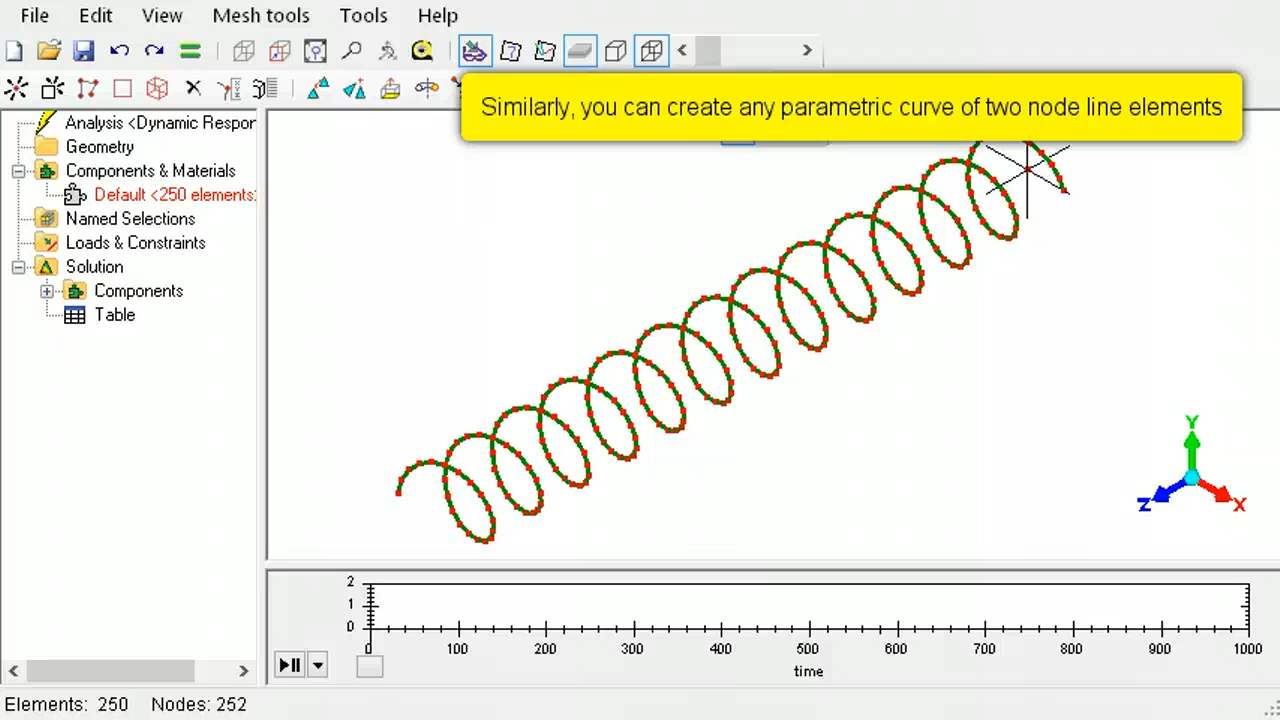 File Edit View Mesh tools Tools Help
Similarly, you can create any parametric curve of two node line elements
Analysis <Dynamic Respor
Geometry
Components & Materials
Default <250 elements:
Named Selections
Loads & Constraints
Solution
Components
Table
Y
Z X
2
1
0
0 100 200 300 400 500 600 700 800 900 1000
time
Elements: 250 Nodes: 252